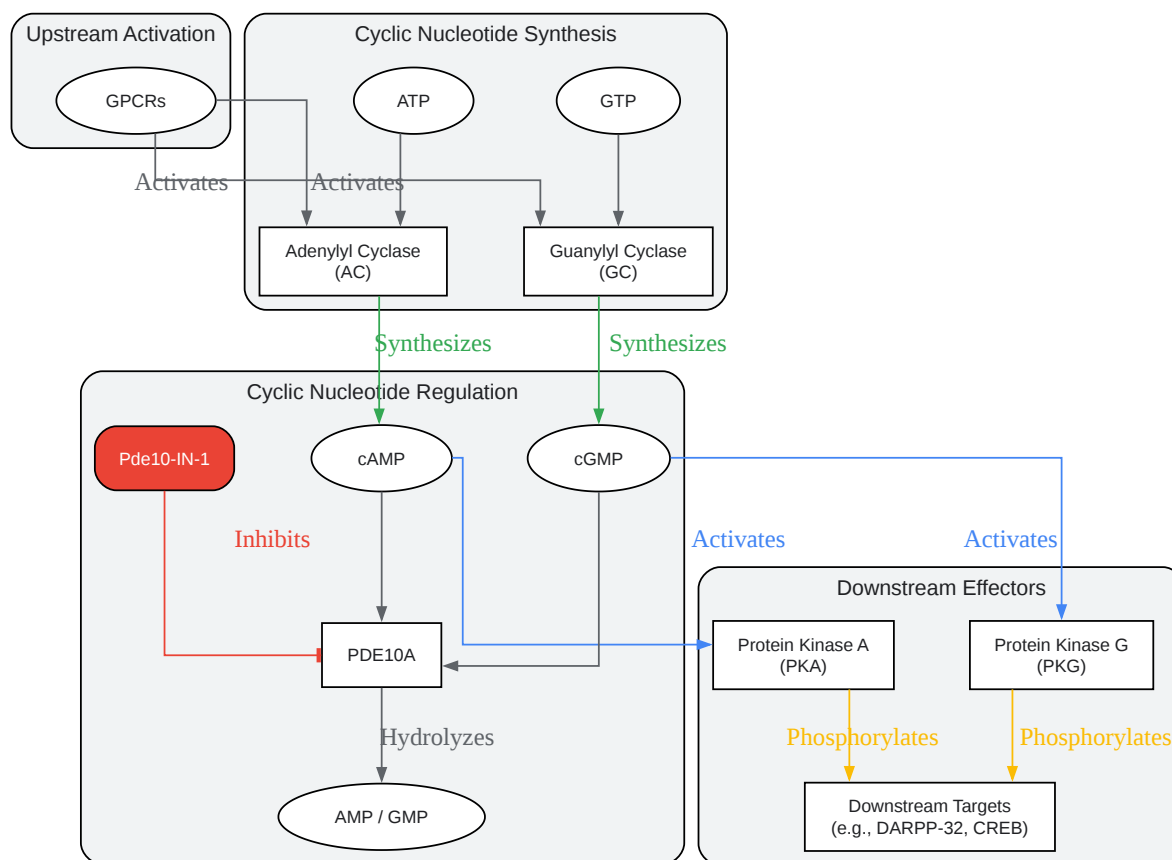 Upstream Activation
Cyclic Nucleotide Synthesis
GPCRs
ATP
GTP
Activates
Activates
Adenylyl Cyclase
(AC)
Guanylyl Cyclase
(GC)
Synthesizes
Synthesizes
Cyclic Nucleotide Regulation
Pde10-IN-1
cAMP
cGMP
Inhibits
Activates
Activates
Downstream Effectors
PDE10A
Protein Kinase A
(PKA)
Protein Kinase G
(PKG)
Hydrolyzes
Phosphorylates
Phosphorylates
AMP / GMP
Downstream Targets
(e.g., DARPP-32, CREB)